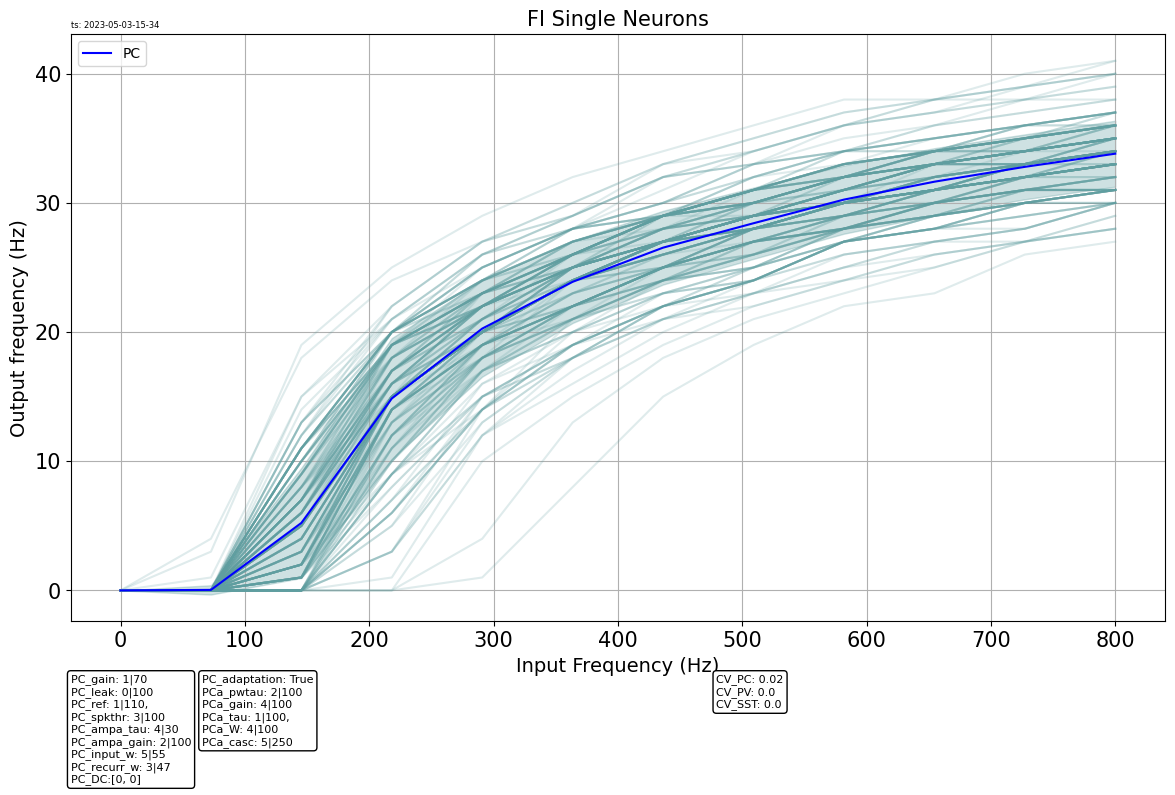 ts: 2023-05-03-15-34
FI Single Neurons
PC
Output frequency (Hz)
40
30
20
10
0
0 100 200 300 400 500 600 700 800
Input Frequency (Hz)
PC_gain: 1|70
PC_leak: 0|100
PC_ref: 1|110,
PC_spkthr: 3|100
PC_ampa_tau: 4|30
PC_ampa_gain: 2|100
PC_input_w: 5|55
PC_recurr_w: 3|47
PC_DC:[0, 0]
PC_adaptation: True
PCa_pwtau: 2|100
PCa_gain: 4|100
PCa_tau: 1|100,
PCa_W: 4|100
PCa_casc: 5|250
CV_PC: 0.02
CV_PV: 0.0
CV_SST: 0.0